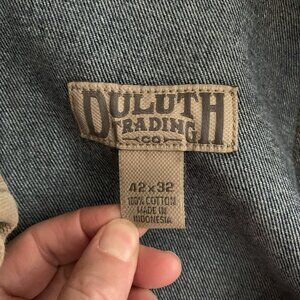 DULUTH
TRADING
CO
42x32
100% COTTON
MADE IN
INDONESIA